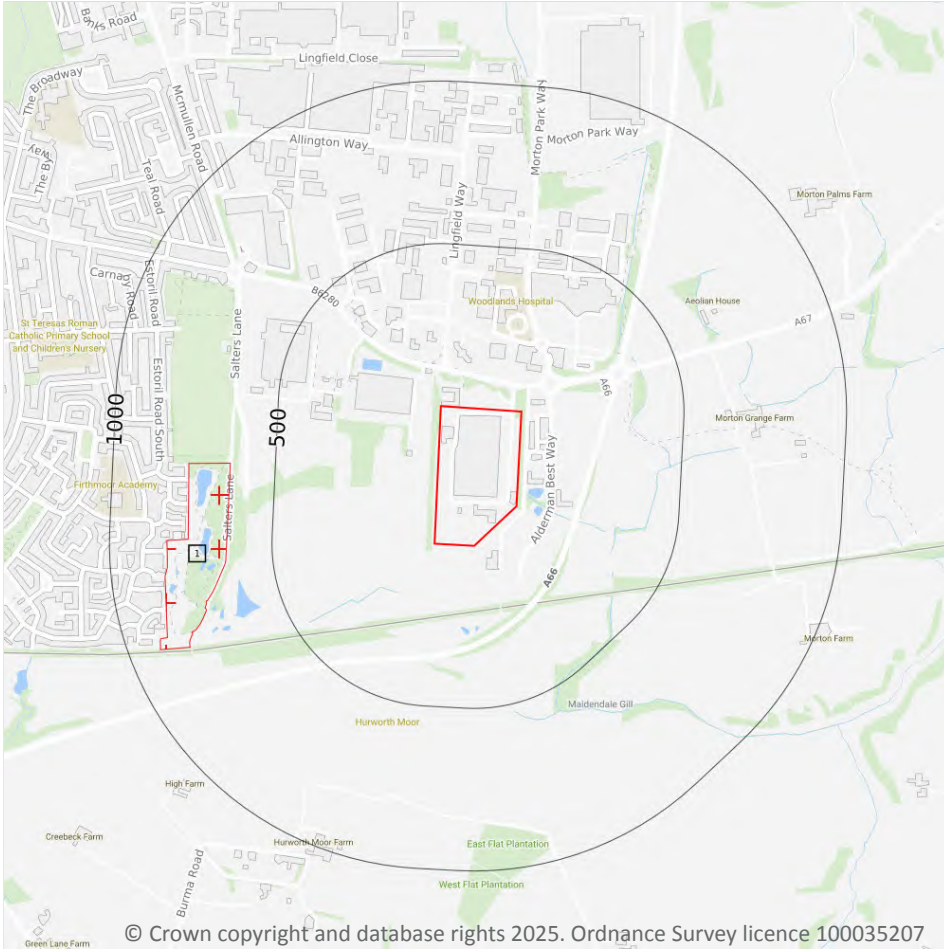 Banks Road
Lingfield Close
The Broadway
Mcmullen Road
Morton Park Way
Morton Park Way
Allington Way
way
The By
Teal Road
Lingfield Way
Morton Palms Farm
Carnaby Road
Estoril Road
B6280
Woodlands Hospital
Aeolian House
A67
St Teresas Roman
Catholic Primary School
and Children's Nursery
Salters Lane
Estoril Road South
A66
1000
500
Morton Grange Farm
Firthmoor Academy
Salters Lane
Alderman Best Way
1
A66
Morton Farm
Maidendale Gill
Hurworth Moor
High Farm
Creebeck Farm
Hurworth Moor Farm
East Flat Plantation
Burma Road
West Flat Plantation
Green Lane Farm
© Crown copyright and database rights 2025. Ordnance Survey licence 100035207